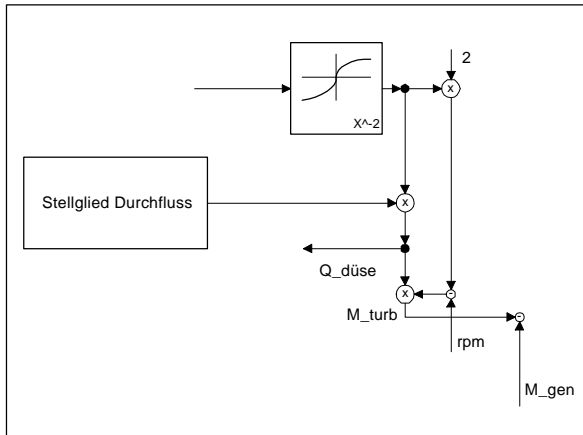 2
X^-2
x
Stellglied Durchfluss
x
Q_düse
x
-
M_turb
-
rpm
M_gen